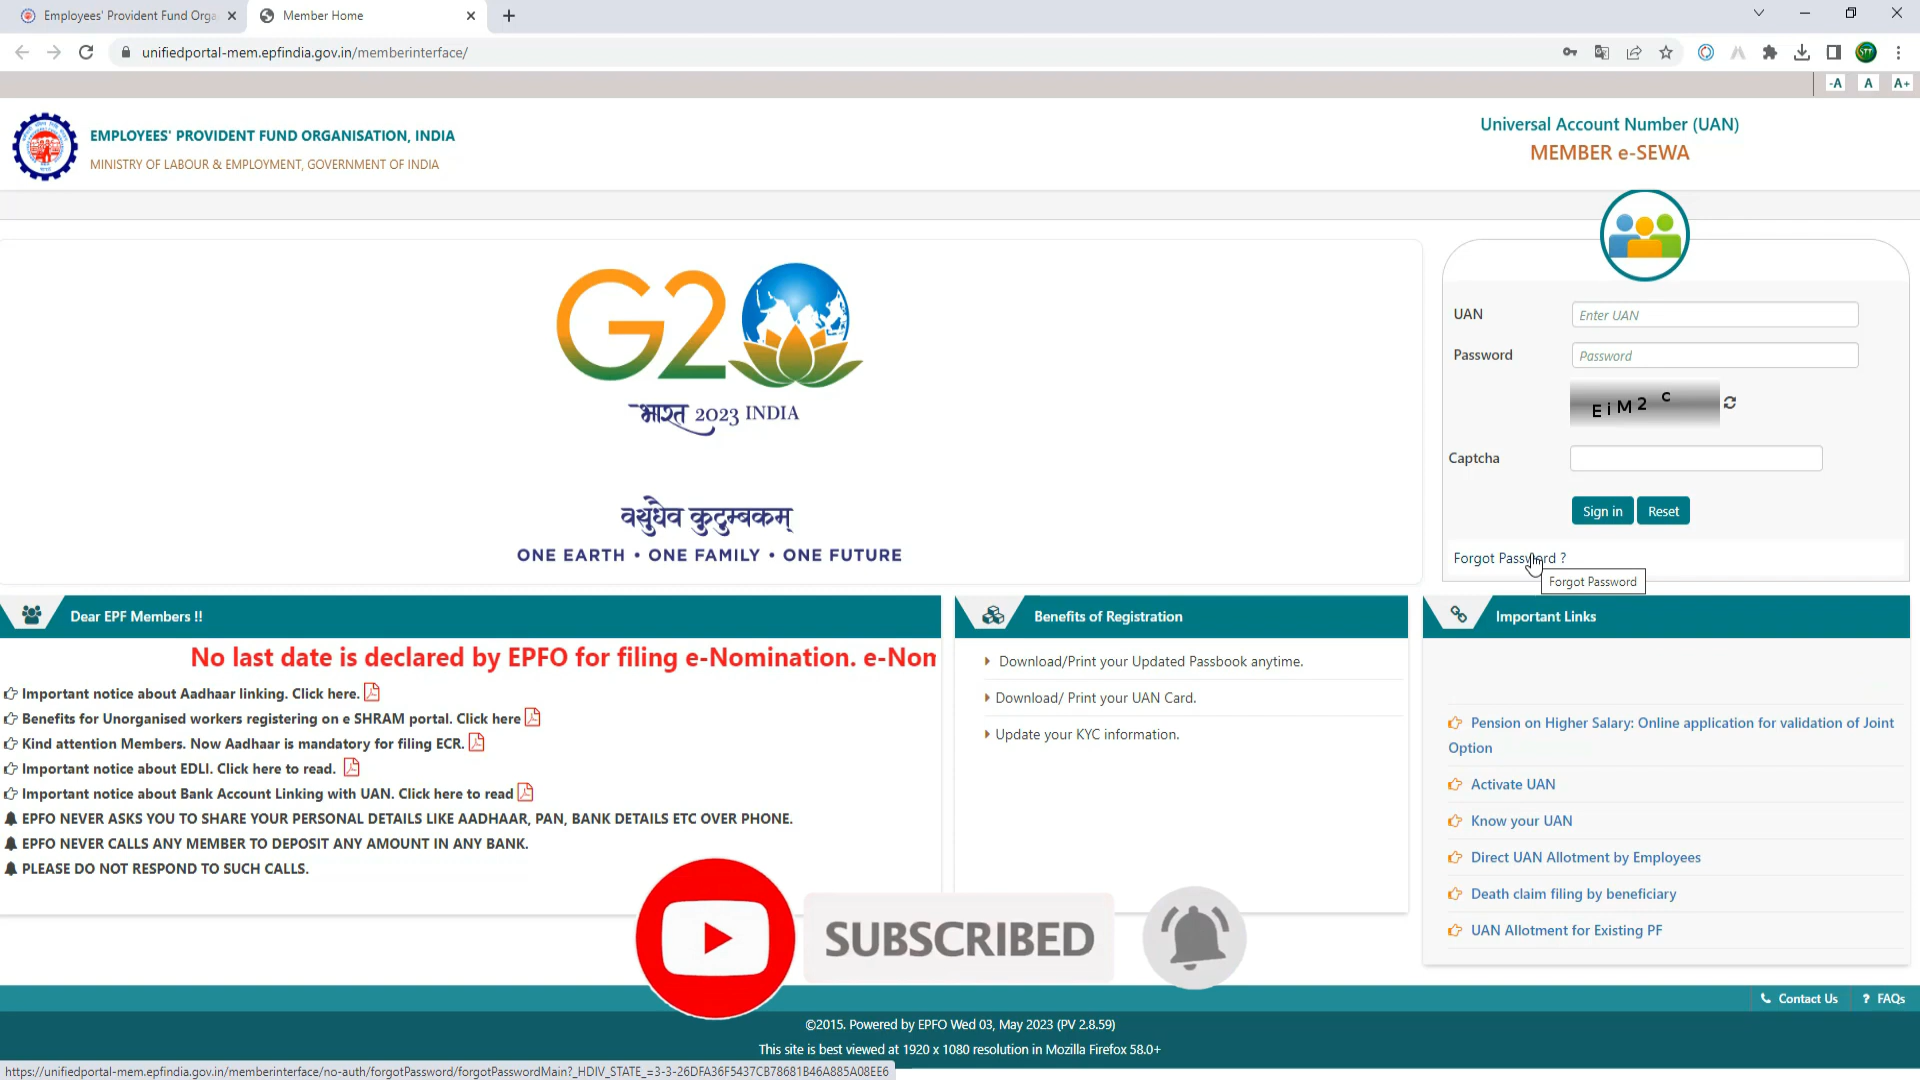 Employees' Provident Fund Orga
Member Home
unifiedportal-mem.epfindia.gov.in/memberinterface/
-A A A+
EMPLOYEES' PROVIDENT FUND ORGANISATION, INDIA
MINISTRY OF LABOUR & EMPLOYMENT, GOVERNMENT OF INDIA
Universal Account Number (UAN)
MEMBER e-SEWA
G20
भारत 2023 INDIA
वसुधैव कुटुम्बकम्
ONE EARTH • ONE FAMILY • ONE FUTURE
UAN
Enter UAN
Password
Password
EiM2c
Captcha
Sign in Reset
Forgot Password ?
Forgot Password
Dear EPF Members !!
No last date is declared by EPFO for filing e-Nomination. e-Nom
Important notice about Aadhaar linking. Click here.
Benefits for Unorganised workers registering on e SHRAM portal. Click here
Kind attention Members. Now Aadhaar is mandatory for filing ECR.
Important notice about EDLI. Click here to read.
Important notice about Bank Account Linking with UAN. Click here to read
EPFO NEVER ASKS YOU TO SHARE YOUR PERSONAL DETAILS LIKE AADHAAR, PAN, BANK DETAILS ETC OVER PHONE.
EPFO NEVER CALLS ANY MEMBER TO DEPOSIT ANY AMOUNT IN ANY BANK.
PLEASE DO NOT RESPOND TO SUCH CALLS.
Benefits of Registration
Download/Print your Updated Passbook anytime.
Download/ Print your UAN Card.
Update your KYC information.
Important Links
Pension on Higher Salary: Online application for validation of Joint
Option
Activate UAN
Know your UAN
Direct UAN Allotment by Employees
Death claim filing by beneficiary
UAN Allotment for Existing PF
SUBSCRIBED
Contact Us ? FAQs
©2015. Powered by EPFO Wed 03, May 2023 (PV 2.8.59)
This site is best viewed at 1920 x 1080 resolution in Mozilla Firefox 58.0+
https://unifiedportal-mem.epfindia.gov.in/memberinterface/no-auth/forgotPassword/forgotPasswordMain?_HDIV_STATE_=3-3-26DFA36F5437CB78681B46A885A08EE6